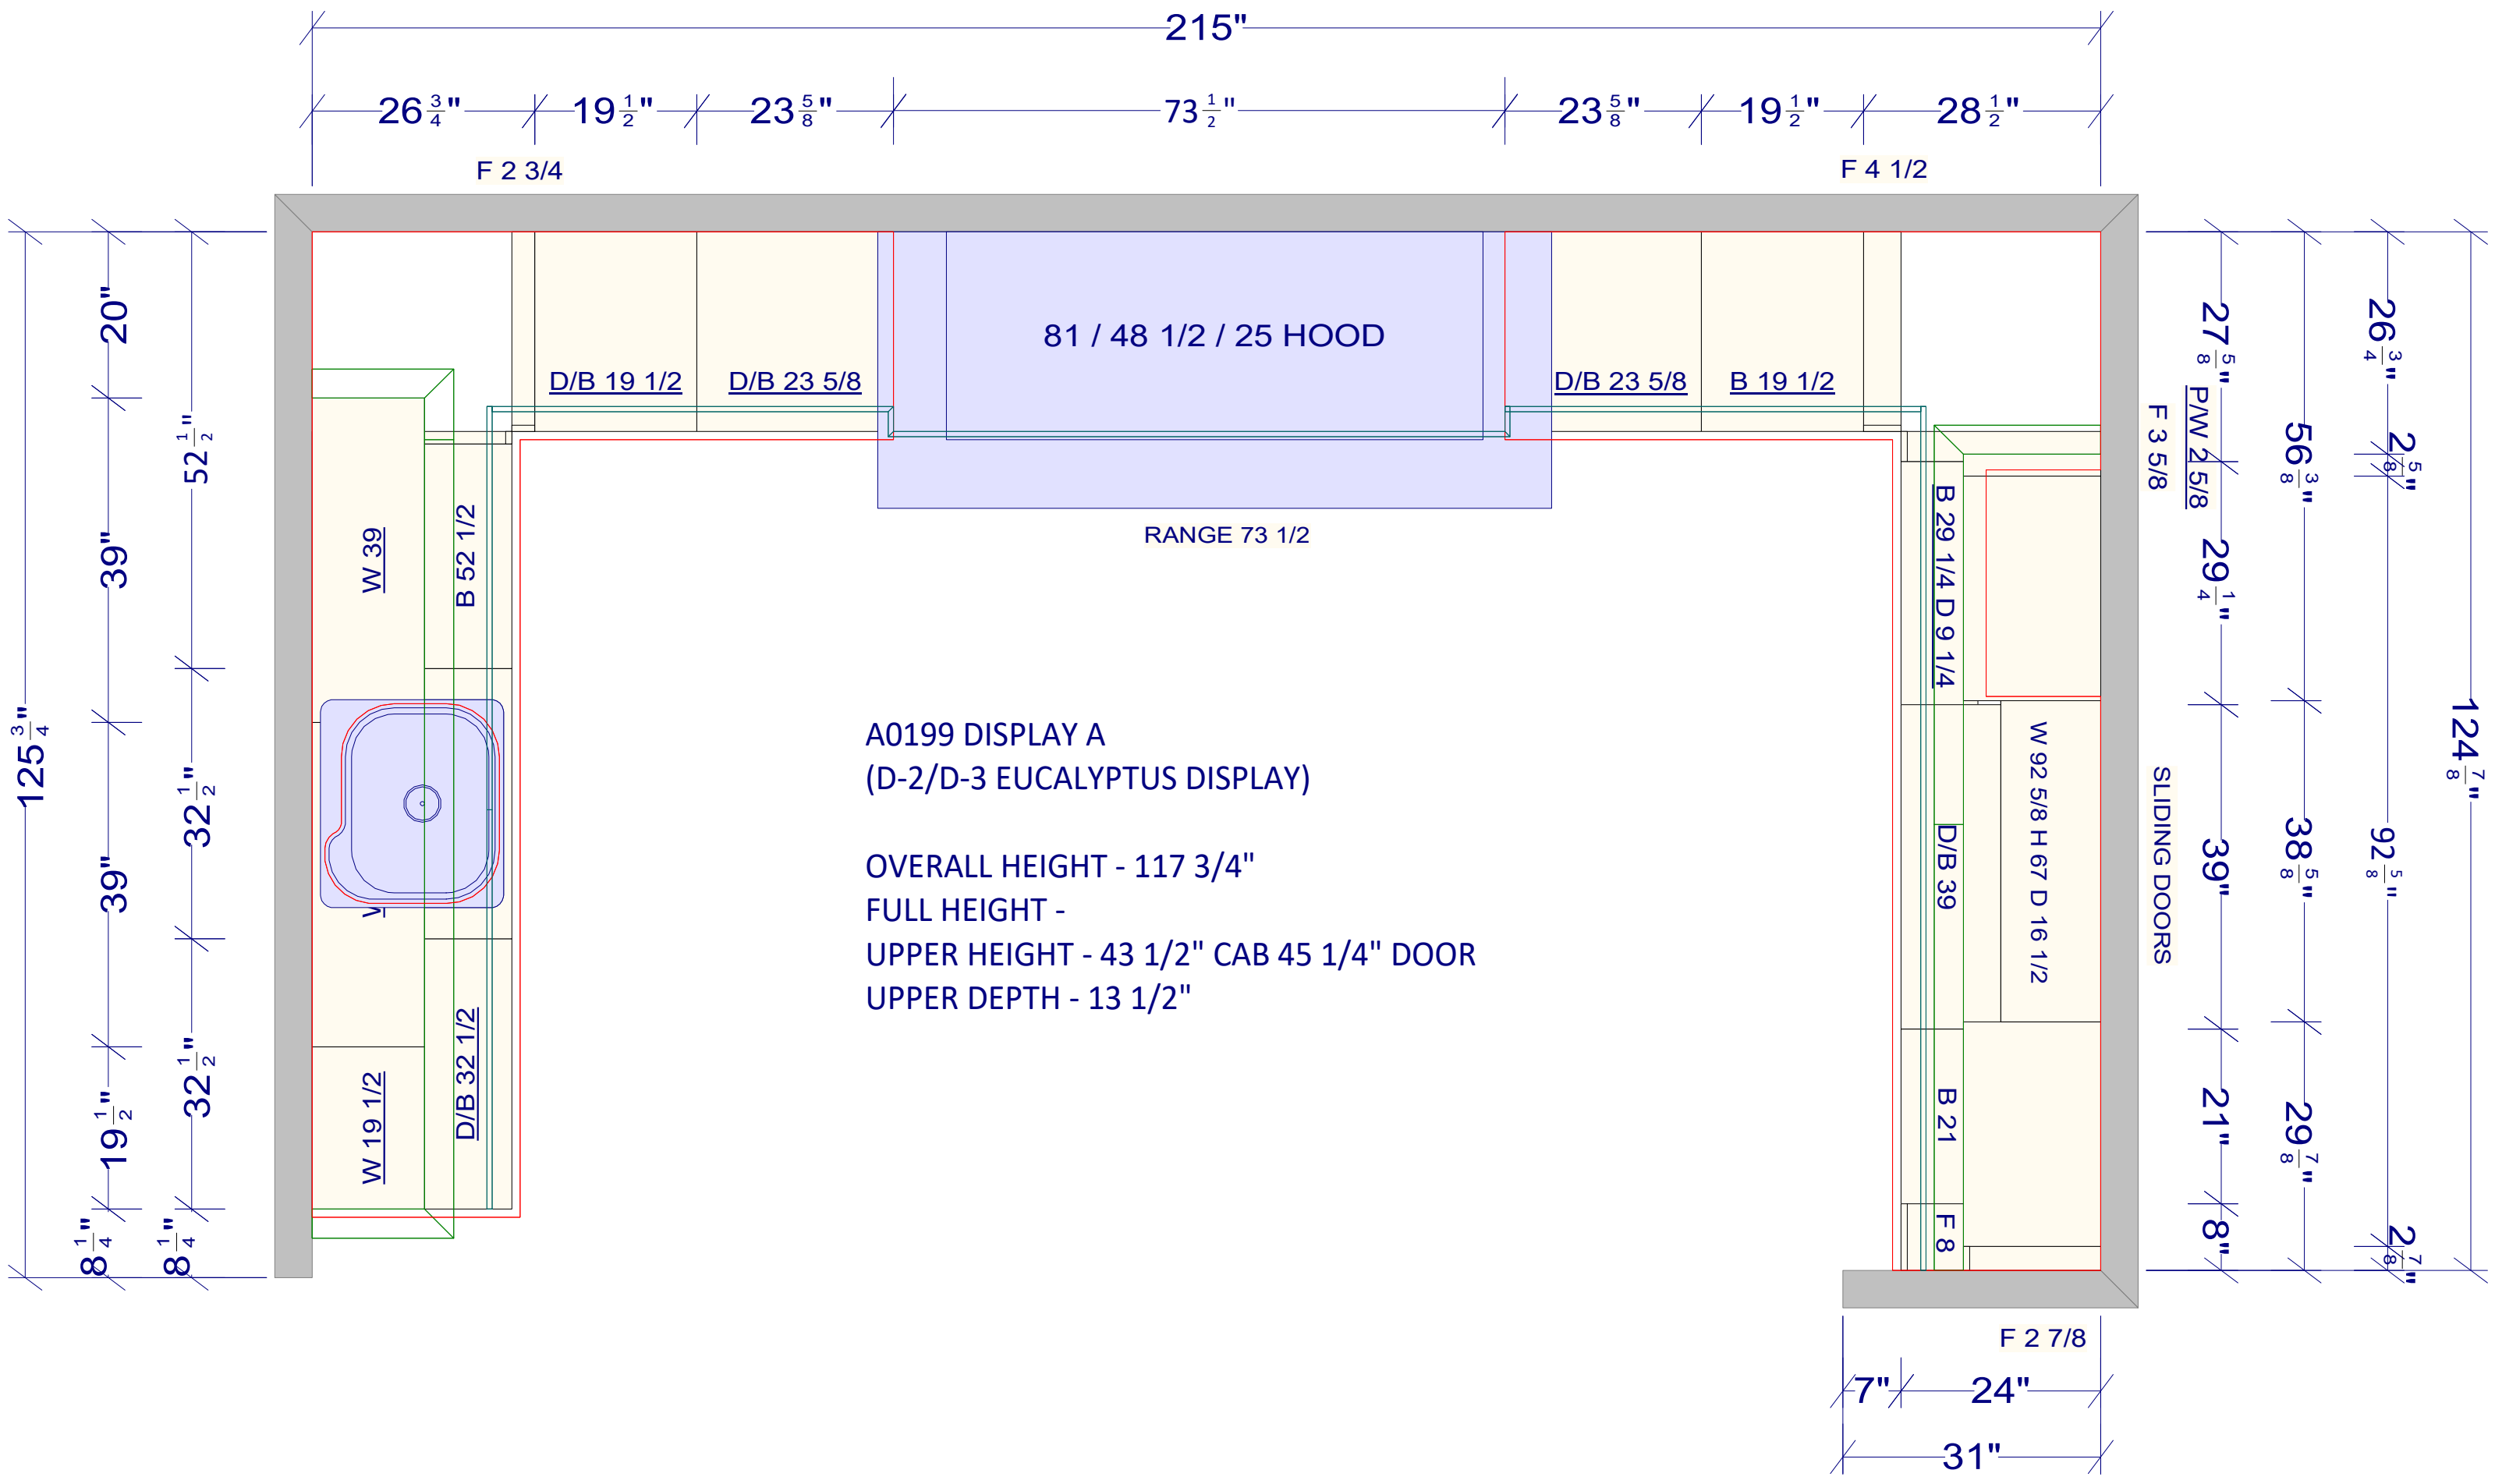 215"
26 3/4"
19 1/2"
23 5/8"
73 1/2"
23 5/8"
19 1/2"
28 1/2"
F 2 3/4
F 4 1/2
81 / 48 1/2 / 25 HOOD
D/B 19 1/2
D/B 23 5/8
D/B 23 5/8
B 19 1/2
RANGE 73 1/2
125 3/4"
20"
39"
39"
19 1/2"
8 1/4"
52 1/2"
32 1/2"
32 1/2"
8 1/4"
W 39
W 19 1/2
B 52 1/2
D/B 32 1/2
A0199 DISPLAY A
(D-2/D-3 EUCALYPTUS DISPLAY)
OVERALL HEIGHT - 117 3/4"
FULL HEIGHT -
UPPER HEIGHT - 43 1/2" CAB 45 1/4" DOOR
UPPER DEPTH - 13 1/2"
B 29 1/4 D 9 1/4
D/B 39
B 21
F 8
W 92 5/8 H 67 D 16 1/2
F 3 5/8
SLIDING DOORS
P/W 2 5/8
27 5/8"
29 1/4"
39"
21"
8"
56 3/8"
38 5/8"
29 7/8"
26 3/4"
2 5/8"
92 5/8"
2 7/8"
124 7/8"
F 2 7/8
7"
24"
31"